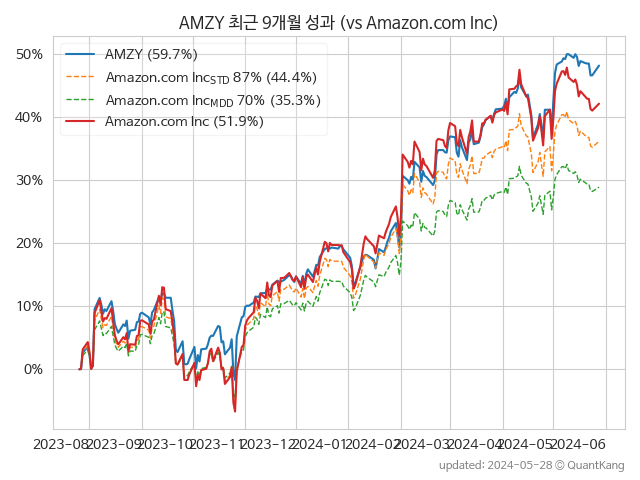 AMZY 최근 9개월 성과 (vs Amazon.com Inc)
AMZY (59.7%)
Amazon.com IncSTD 87% (44.4%)
Amazon.com IncMDD 70% (35.3%)
Amazon.com Inc (51.9%)
50%
40%
30%
20%
10%
0%
2023-08 2023-09 2023-10 2023-11 2023-12 2024-01 2024-02 2024-03 2024-04 2024-05 2024-06
updated: 2024-05-28 © QuantKang